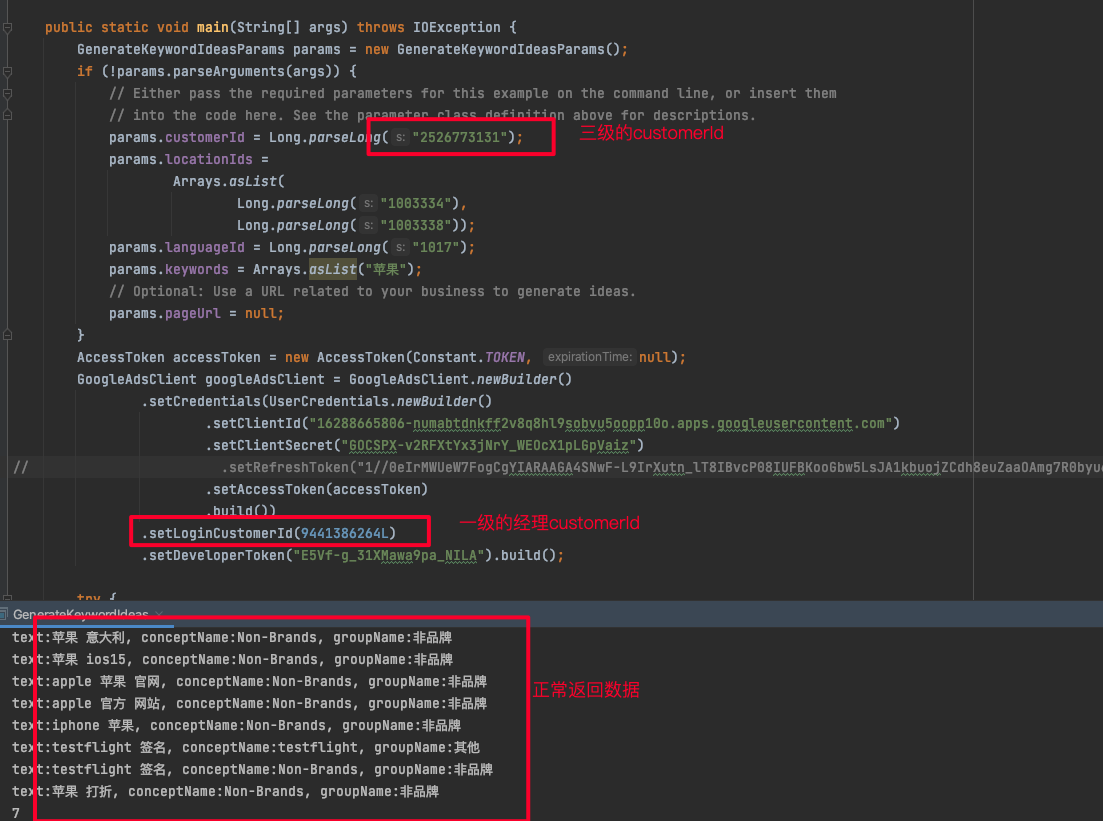 public static void main(String[] args) throws IOException {
GenerateKeywordIdeasParams params = new GenerateKeywordIdeasParams();
if (!params.parseArguments(args)) {
// Either pass the required parameters for this example on the command line, or insert them
// into the code here. See the parameter class definition above for descriptions.
params.customerId = Long.parseLong( s: "2526773131");
三级的customerId
params.locationIds =
Arrays.asList(
Long.parseLong( s: "1003334"),
Long.parseLong( s: "1003338"));
params.languageId = Long.parseLong( s: "1017");
params.keywords = Arrays.asList("苹果");
// Optional: Use a URL related to your business to generate ideas.
params.pageUrl = null;
}
AccessToken accessToken = new AccessToken(Constant.TOKEN, expirationTime: null);
GoogleAdsClient googleAdsClient = GoogleAdsClient.newBuilder()
.setCredentials(UserCredentials.newBuilder()
.setClientId("16288665806-numabtdnkff2v8q8hl9sobvu5oopp10o.apps.googleusercontent.com")
.setClientSecret("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")
// .setRefreshToken(
.setAccessToken(accessToken)
.build())
.setLoginCustomerId(9441386264L)
一级的经理customerId
.setDeveloperToken("E5Vf-g_31XMawa9pa_NILA").build();
try {
GenerateKeywordIdeas
text:苹果 意大利, conceptName:Non-Brands, groupName:非品牌
text:苹果 ios15, conceptName:Non-Brands, groupName:非品牌
text:apple 苹果 官网, conceptName:Non-Brands, groupName:非品牌
正常返回数据
text:apple 官方 网站, conceptName:Non-Brands, groupName:非品牌
text:iphone 苹果, conceptName:Non-Brands, groupName:非品牌
text:testflight 签名, conceptName:testflight, groupName:其他
text:testflight 签名, conceptName:Non-Brands, groupName:非品牌
text:苹果 打折, conceptName:Non-Brands, groupName:非品牌
7